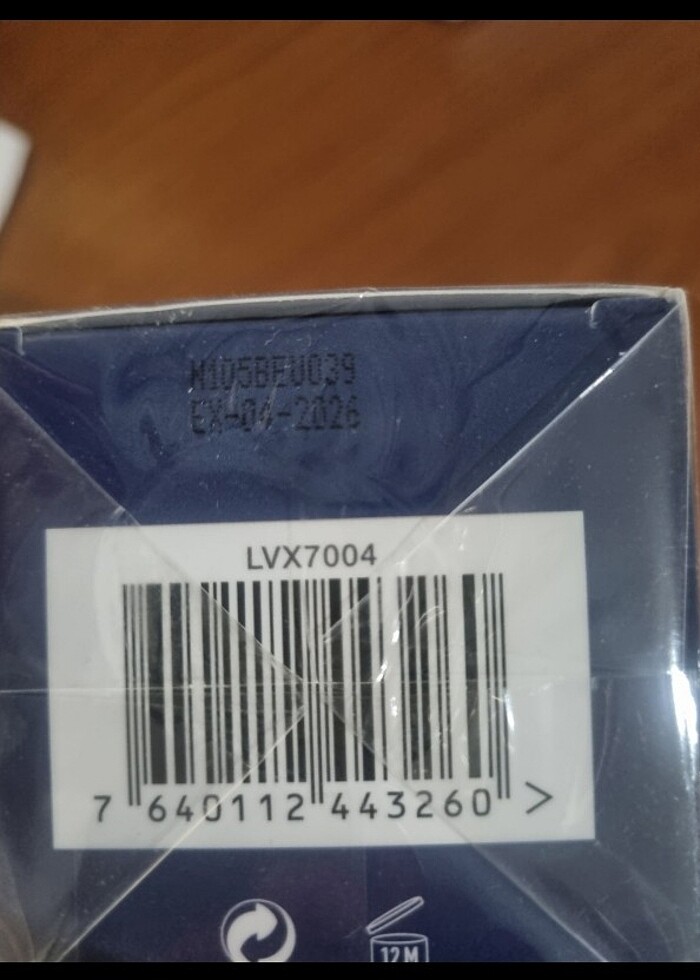 M105BEU039
EX-04-2026
LVX7004
7 640112 443260 >
12M